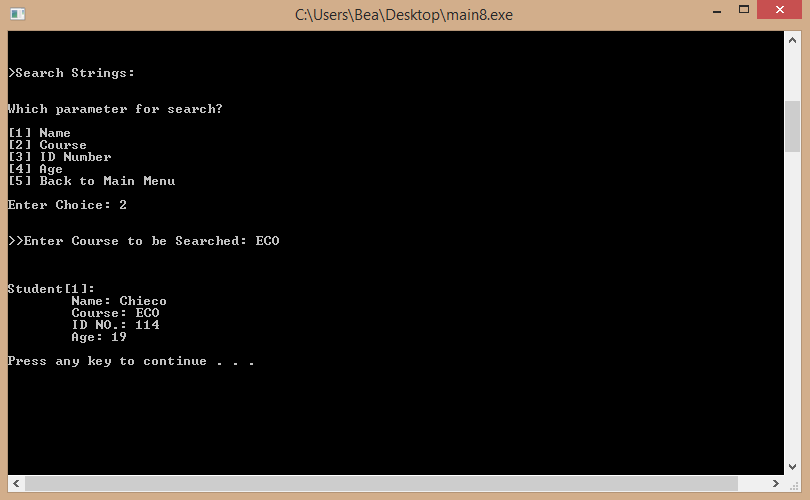 C:\Users\Bea\Desktop\main8.exe
>Search Strings:
Which parameter for search?
[1] Name
[2] Course
[3] ID Number
[4] Age
[5] Back to Main Menu
Enter Choice: 2
>>Enter Course to be Searched: ECO
Student[1]:
Name: Chieco
Course: ECO
ID NO.: 114
Age: 19
Press any key to continue . . .